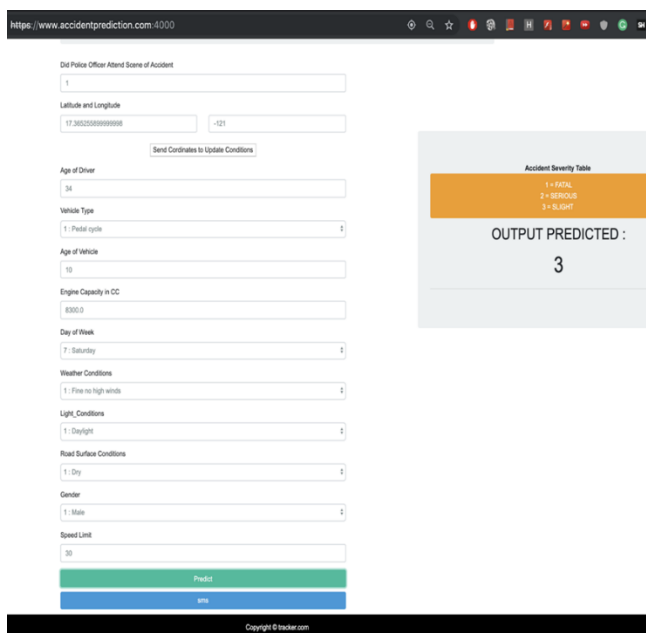 https://www.accidentprediction.com:4000
Did Police Officer Attend Scene of Accident
1
Latitude and Longitude
17.365255899999998 -121
Send Cordinates to Update Conditions
Age of Driver
34
Vehicle Type
1 : Pedal cycle
Age of Vehicle
10
Engine Capacity in CC
8300.0
Day of Week
7 : Saturday
Weather Conditions
1 : Fine no high winds
Light_Conditions
1 : Daylight
Road Surface Conditions
1 : Dry
Gender
1 : Male
Speed Limit
30
Predict
sms
Accident Severity Table
1 = FATAL
2 = SERIOUS
3 = SLIGHT
OUTPUT PREDICTED :
3
Copyright © tracker.com